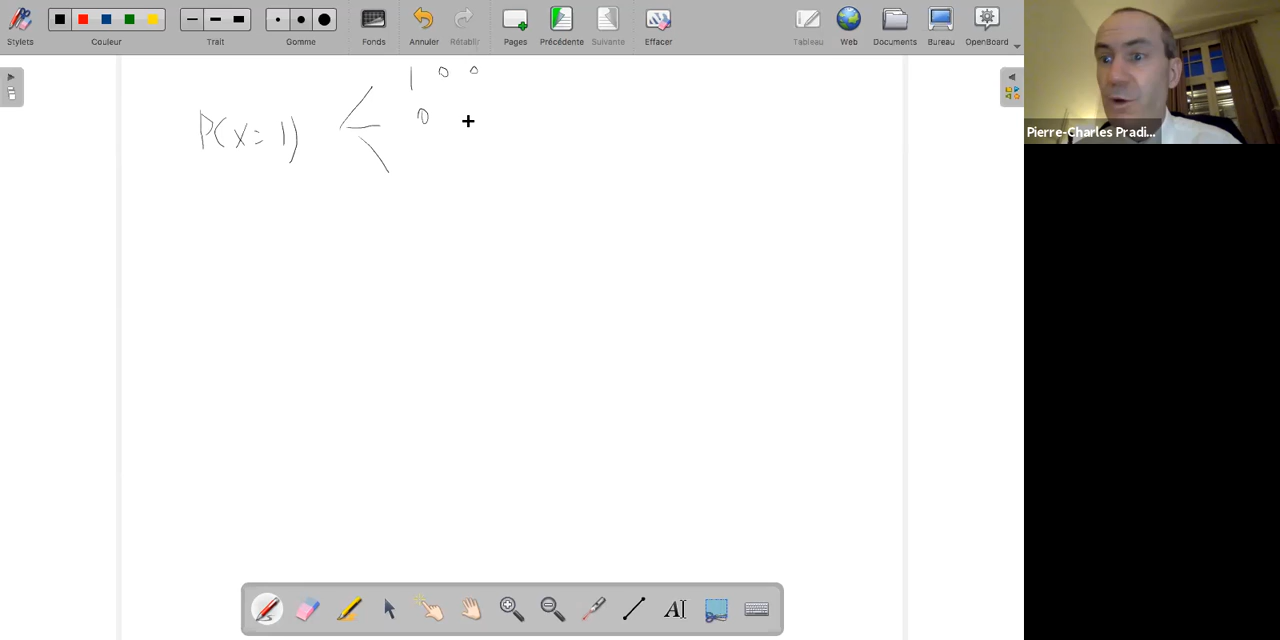 Stylets Couleur Trait Gomme Fonds Annuler Rétablir Pages Précédente Suivante Effacer Tableau Web Documents Bureau OpenBoard
1 0 0
P(x=1) 0
Pierre-Charles Pradi...
A